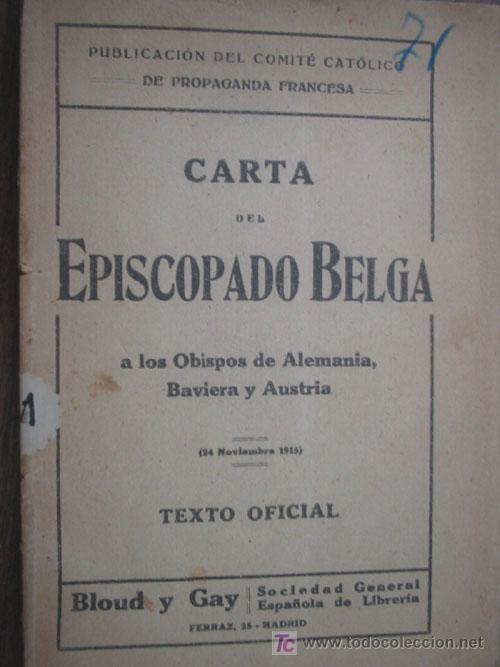 71
PUBLICACIÓN DEL COMITÉ CATÓLICO
DE PROPAGANDA FRANCESA
CARTA
DEL
EPISCOPADO BELGA
a los Obispos de Alemania,
Baviera y Austria
(24 Noviembre 1915)
TEXTO OFICIAL
Bloud y Gay
Sociedad General
Española de Librería
FERRAZ, 25 - MADRID
TC
www.todocoleccion.net